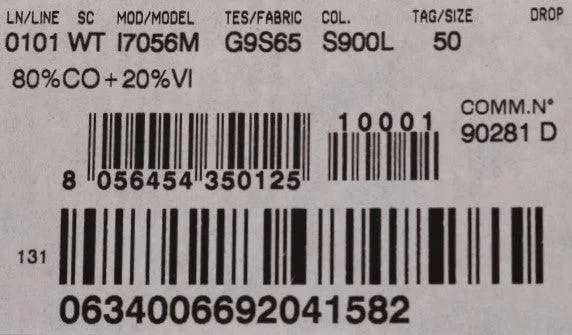 LN/LINE SC MOD/MODEL TES/FABRIC COL. TAG/SIZE DROP
0101 WT I7056M G9S65 S900L 50
80%CO+20%VI
10001
COMM.N°
90281 D
8 056454 350125
131
0634006692041582